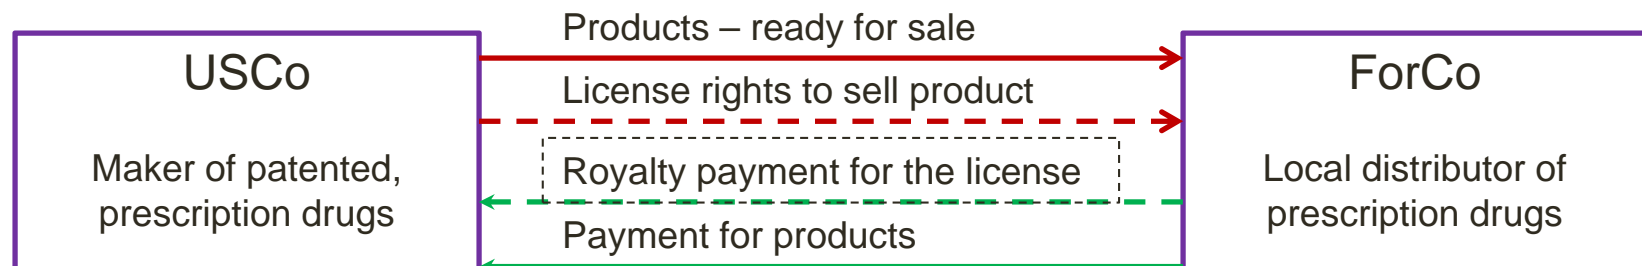 USCo
Maker of patented,
prescription drugs
Products – ready for sale
License rights to sell product
Royalty payment for the license
Payment for products
ForCo
Local distributor of
prescription drugs